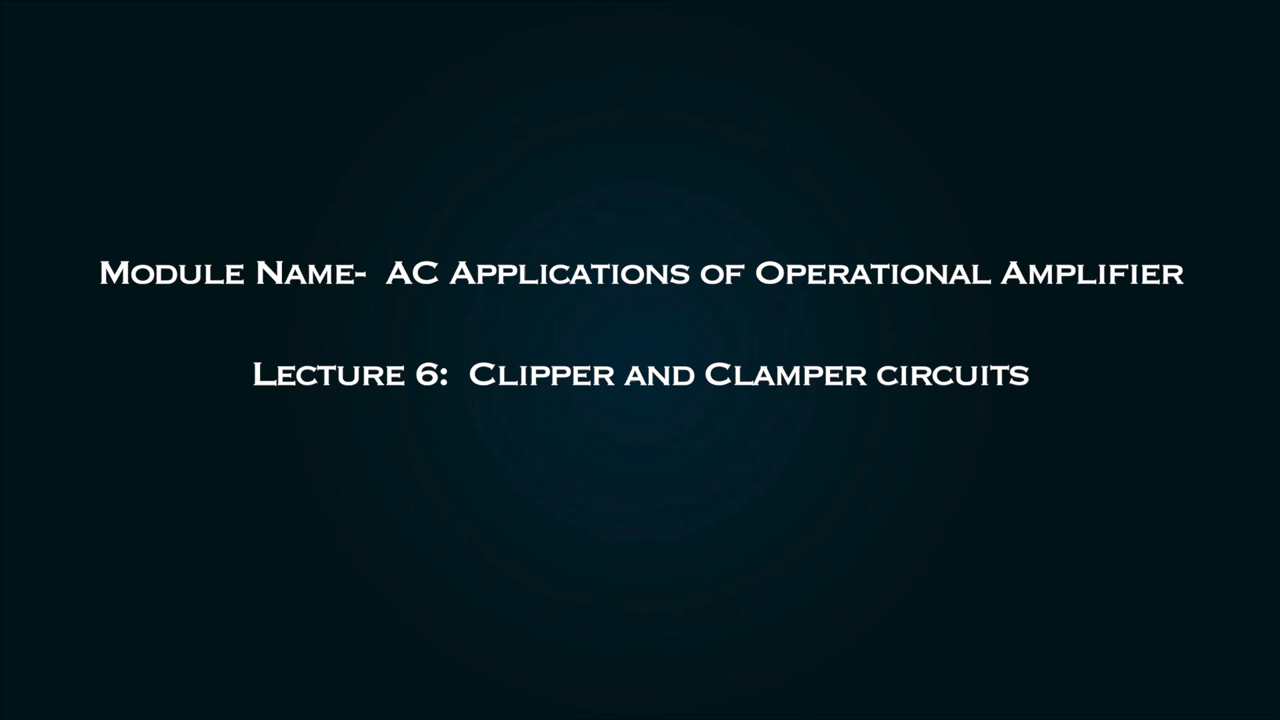 Module Name-  AC Applications of Operational Amplifier
Lecture 6:  Clipper and Clamper circuits